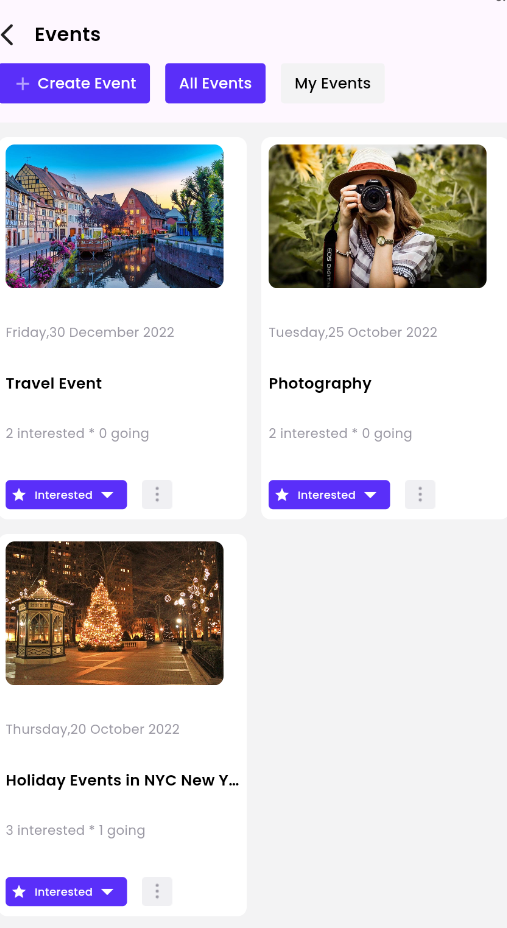 Events
+ Create Event
All Events
My Events
Friday,30 December 2022
Travel Event
2 interested * 0 going
Interested
Tuesday,25 October 2022
Photography
2 interested * 0 going
Interested
Thursday,20 October 2022
Holiday Events in NYC New Y...
3 interested * 1 going
Interested